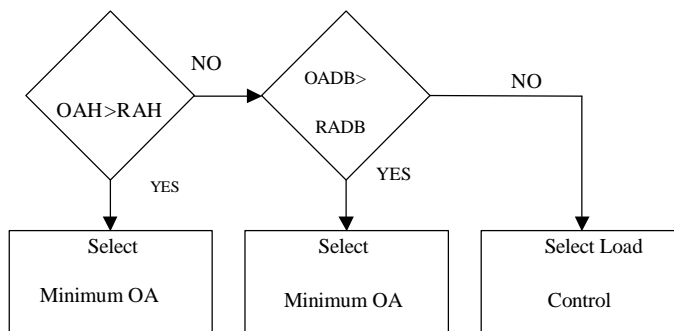 OAH>RAH
NO
OADB>
RADB
NO
YES
YES
Select
Minimum OA
Select
Minimum OA
Select Load
Control